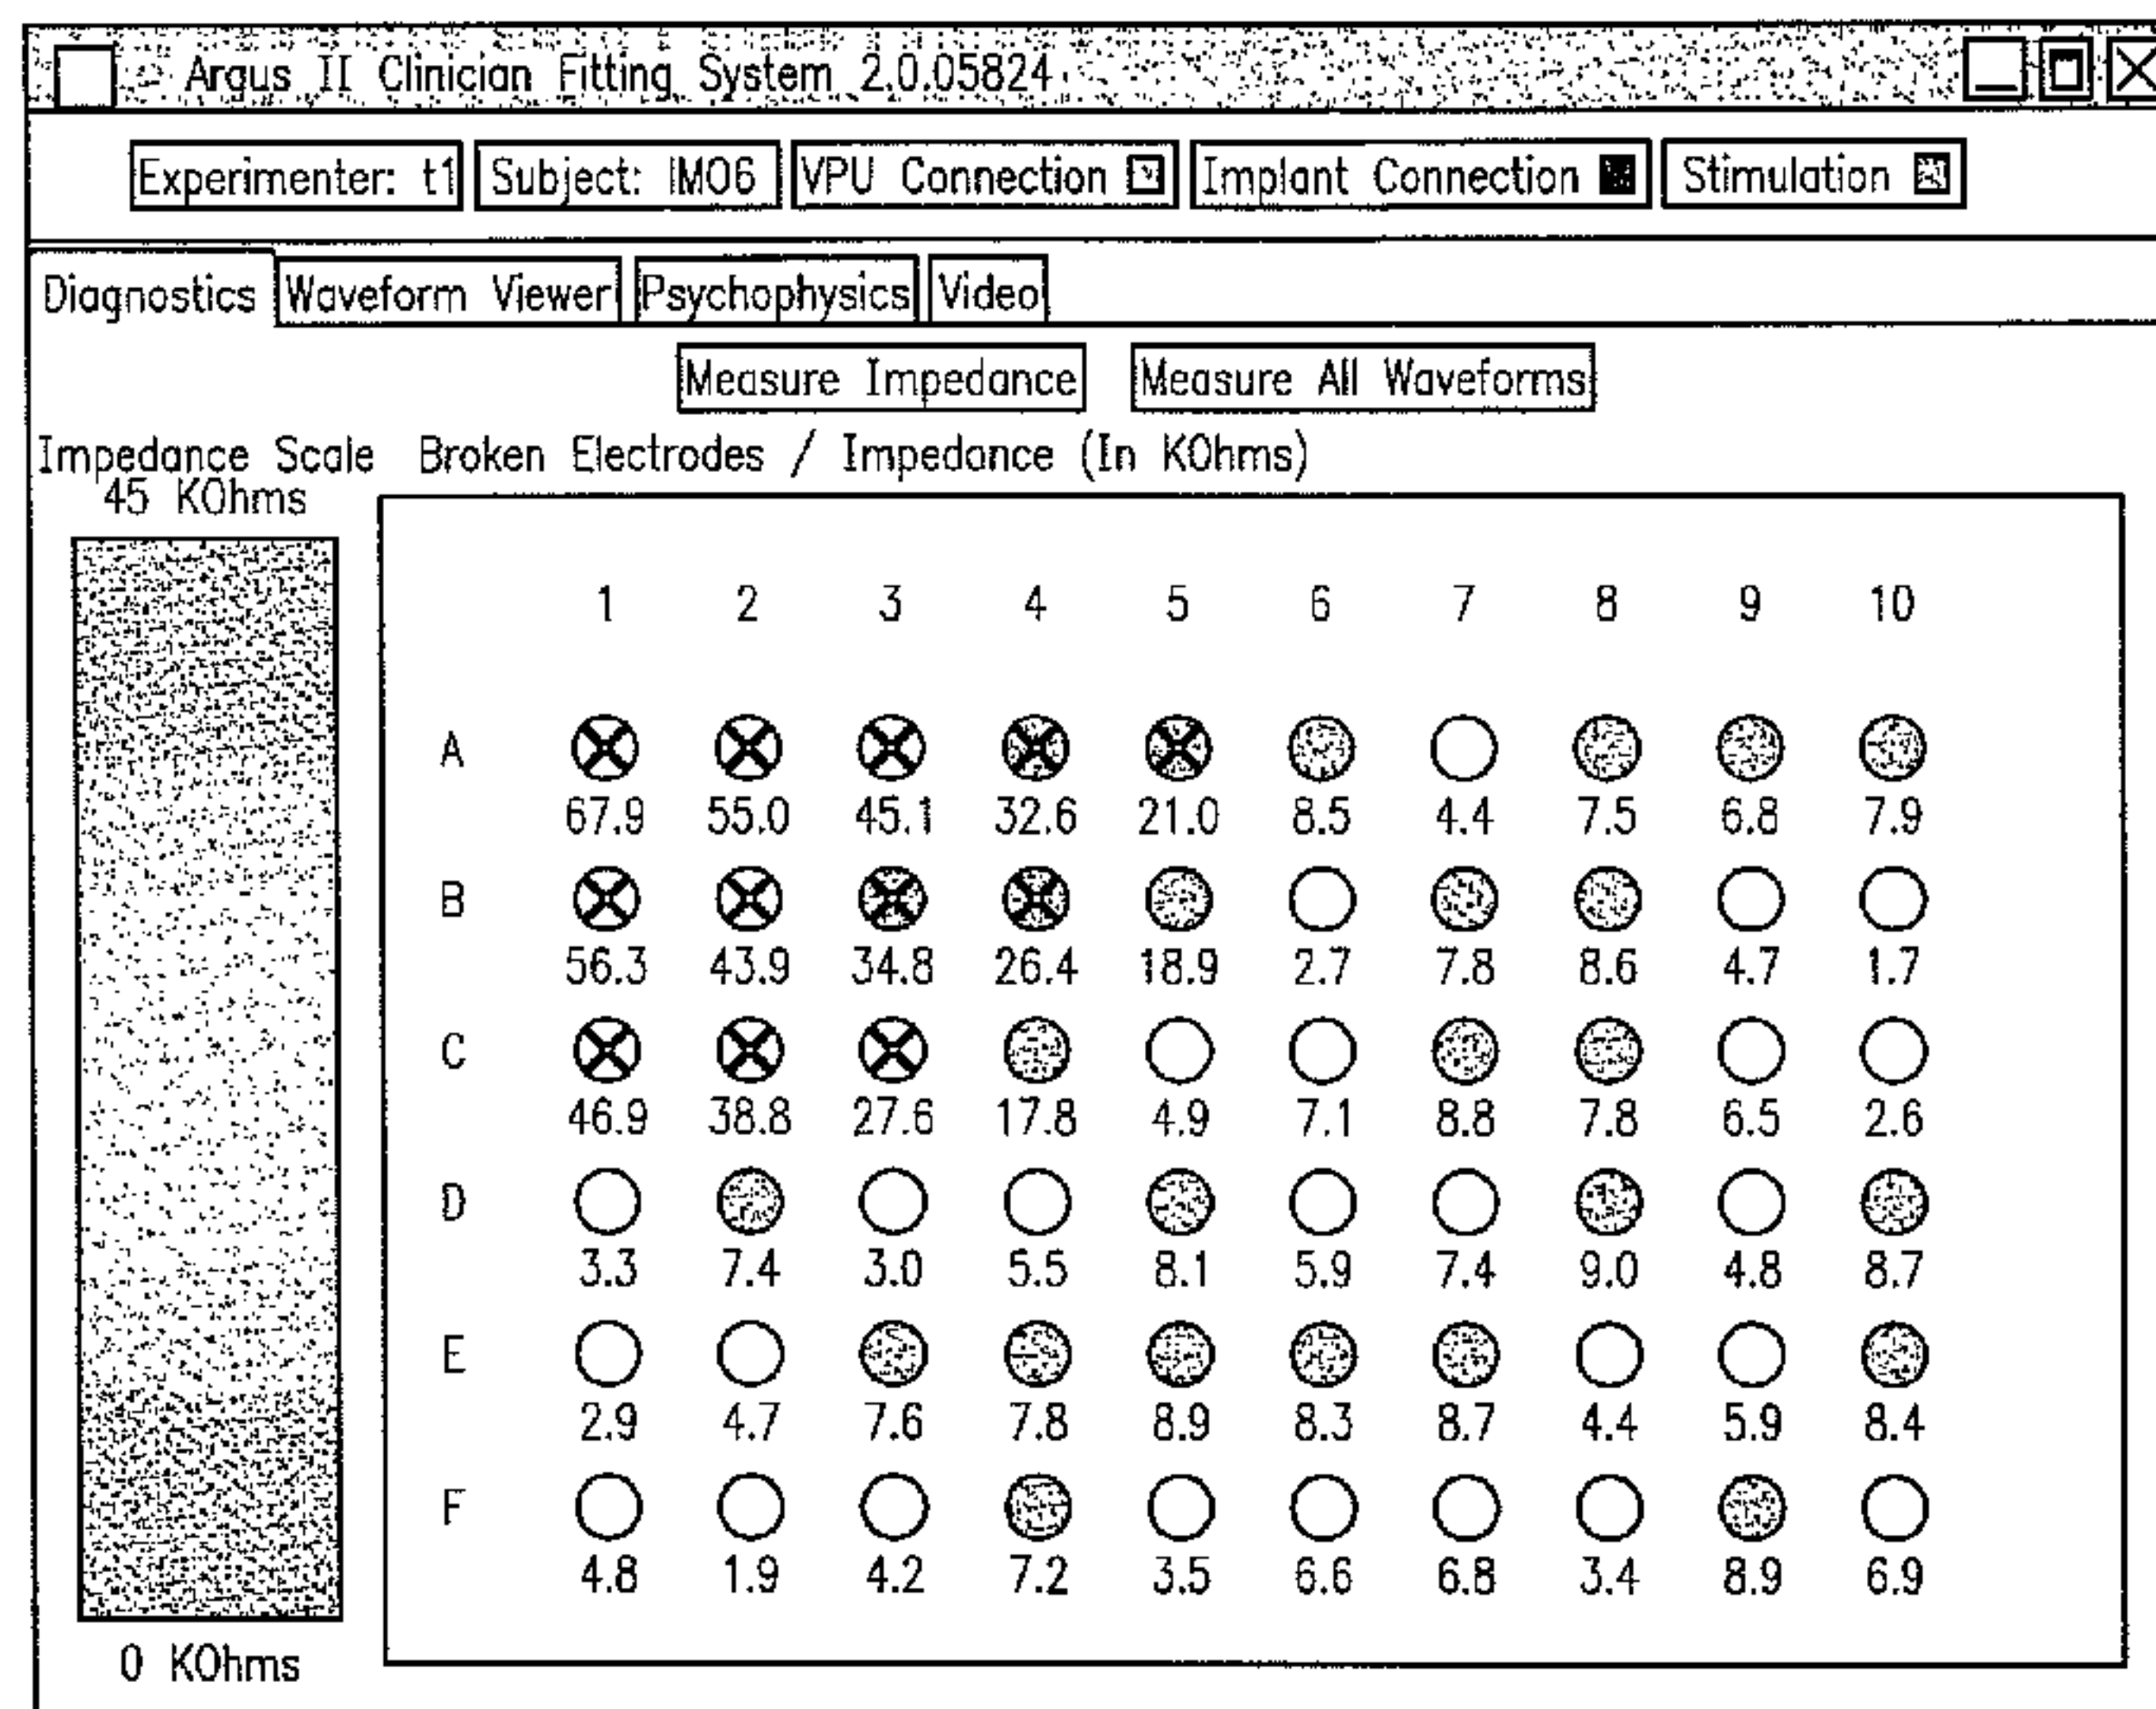 Argus II Clinician Fitting System 2.0.05824
Experimenter: t1 Subject: IM06 VPU Connection Implant Connection Stimulation
Diagnostics Waveform Viewer Psychophysics Video
Measure Impedance Measure All Waveforms
Impedance Scale Broken Electrodes / Impedance (In KOhms)
45 KOhms
1 2 3 4 5 6 7 8 9 10
A
67.9 55.0 45.1 32.6 21.0 8.5 4.4 7.5 6.8 7.9
B
56.3 43.9 34.8 26.4 18.9 2.7 7.8 8.6 4.7 1.7
C
46.9 38.8 27.6 17.8 4.9 7.1 8.8 7.8 6.5 2.6
D
3.3 7.4 3.0 5.5 8.1 5.9 7.4 9.0 4.8 8.7
E
2.9 4.7 7.6 7.8 8.9 8.3 8.7 4.4 5.9 8.4
F
4.8 1.9 4.2 7.2 3.5 6.6 6.8 3.4 8.9 6.9
0 KOhms